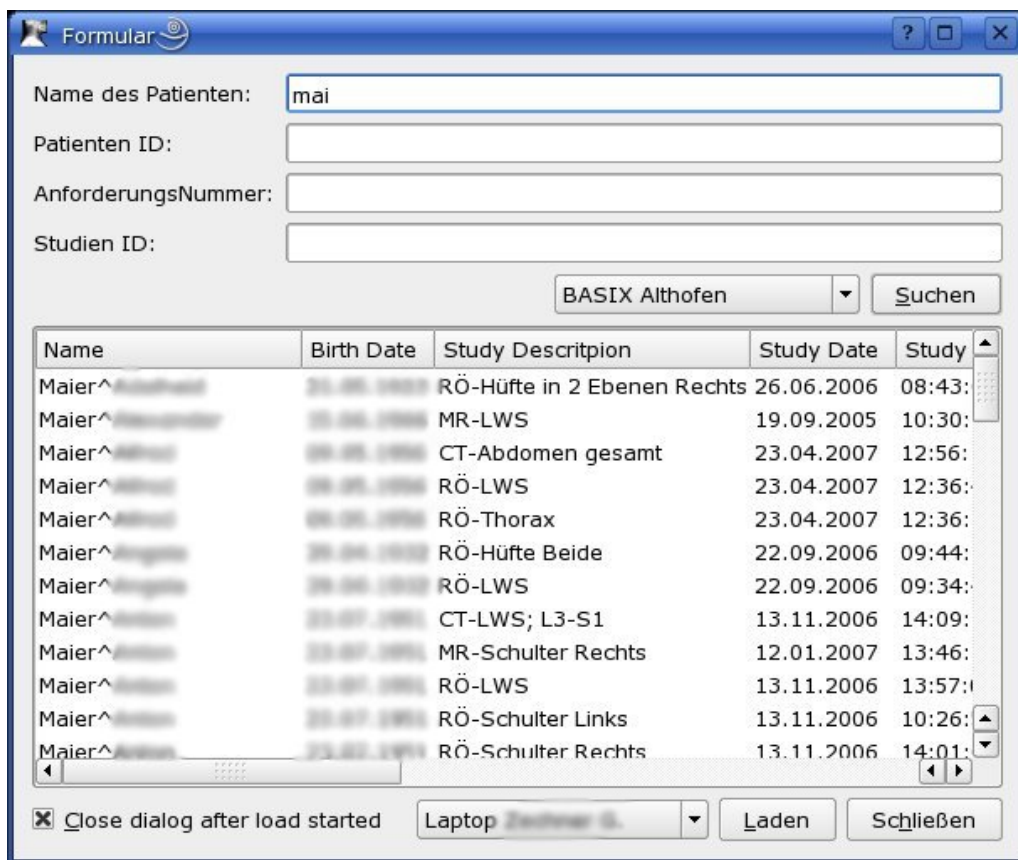 Formular
Name des Patienten: mai
Patienten ID:
AnforderungsNummer:
Studien ID:
BASIX Althofen Suchen
Name Birth Date Study Descritpion Study Date Study
Maier^ RÖ-Hüfte in 2 Ebenen Rechts 26.06.2006 08:43:
Maier^ MR-LWS 19.09.2005 10:30:
Maier^ CT-Abdomen gesamt 23.04.2007 12:56:
Maier^ RÖ-LWS 23.04.2007 12:36:
Maier^ RÖ-Thorax 23.04.2007 12:36:
Maier^ RÖ-Hüfte Beide 22.09.2006 09:44:
Maier^ RÖ-LWS 22.09.2006 09:34:
Maier^ CT-LWS; L3-S1 13.11.2006 14:09:
Maier^ MR-Schulter Rechts 12.01.2007 13:46:
Maier^ RÖ-LWS 13.11.2006 13:57:
Maier^ RÖ-Schulter Links 13.11.2006 10:26:
Maier^ RÖ-Schulter Rechts 13.11.2006 14:01:
Close dialog after load started Laptop Laden Schließen